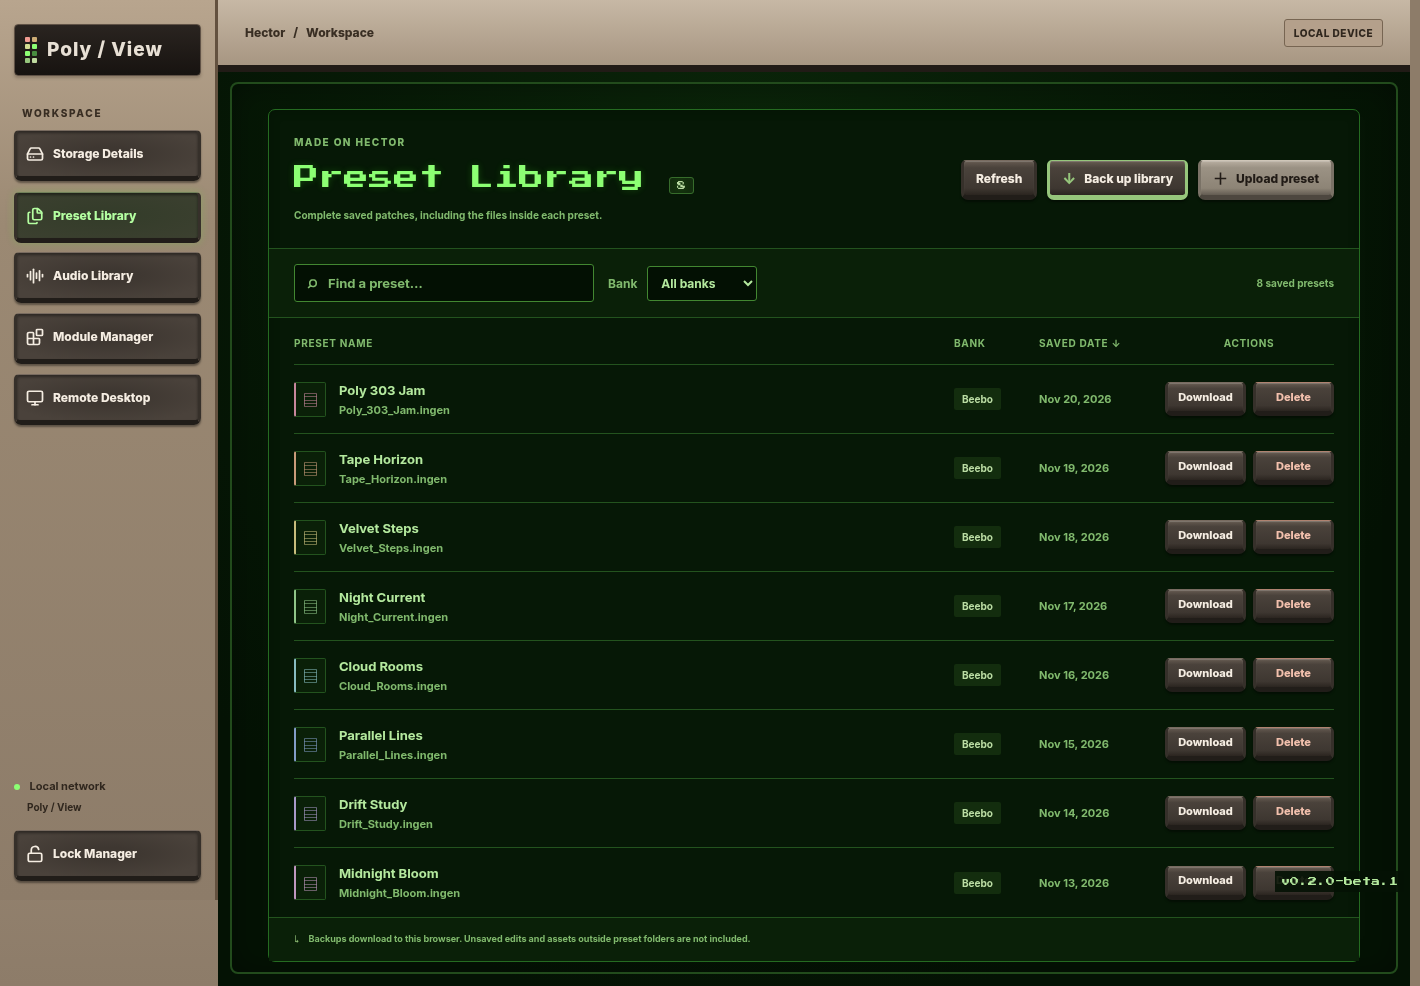 Poly / View
Hector / Workspace
LOCAL DEVICE
WORKSPACE
Storage Details
Preset Library
Audio Library
Module Manager
Remote Desktop
MADE ON HECTOR
Preset Library
8
Complete saved patches, including the files inside each preset.
Refresh
Back up library
Upload preset
Find a preset...
Bank
All banks
8 saved presets
PRESET NAME BANK SAVED DATE ↓ ACTIONS
Poly 303 Jam
Poly_303_Jam.ingen
Beebo
Nov 20, 2026
Download
Delete
Tape Horizon
Tape_Horizon.ingen
Beebo
Nov 19, 2026
Download
Delete
Velvet Steps
Velvet_Steps.ingen
Beebo
Nov 18, 2026
Download
Delete
Night Current
Night_Current.ingen
Beebo
Nov 17, 2026
Download
Delete
Cloud Rooms
Cloud_Rooms.ingen
Beebo
Nov 16, 2026
Download
Delete
Parallel Lines
Parallel_Lines.ingen
Beebo
Nov 15, 2026
Download
Delete
Drift Study
Drift_Study.ingen
Beebo
Nov 14, 2026
Download
Delete
Midnight Bloom
Midnight_Bloom.ingen
Beebo
Nov 13, 2026
Download
v0.2.0-beta.1
Backups download to this browser. Unsaved edits and assets outside preset folders are not included.
Local network
Poly / View
Lock Manager